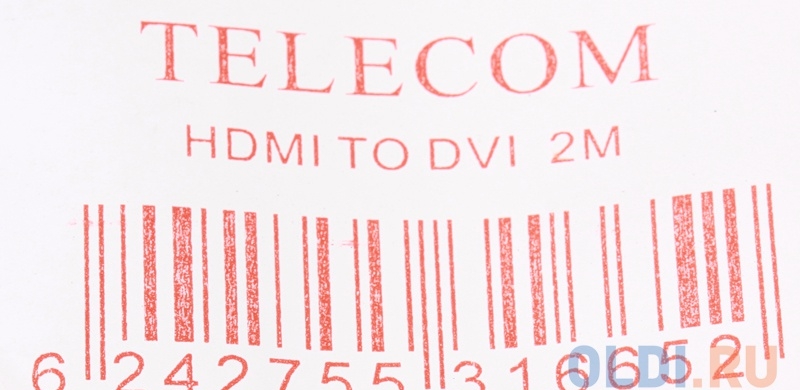 TELECOM
HDMI TO DVI 2M
6 242755 316652
OLDI.RU